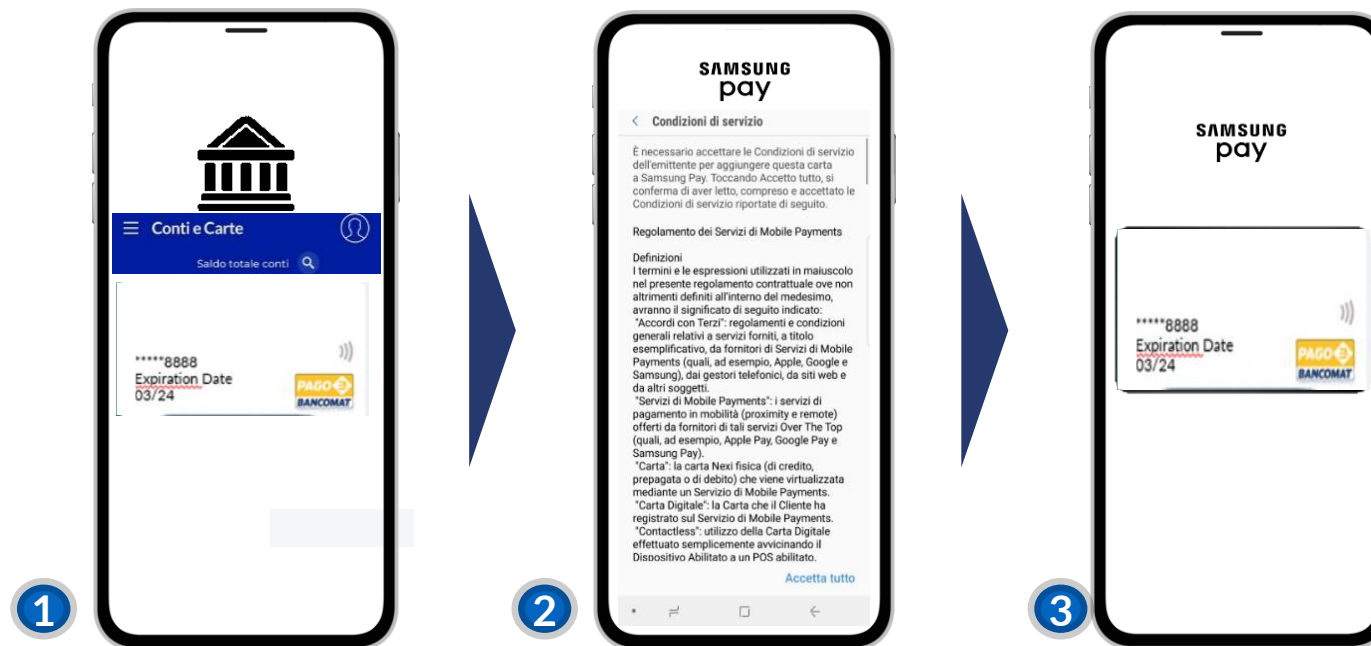 Conti e Carte
Saldo totale conti
*****8888
Expiration Date
03/24
PAGO
BANCOMAT
1
SAMSUNG
pay
Condizioni di servizio
È necessario accettare le Condizioni di servizio
dell'emittente per aggiungere questa carta
a Samsung Pay. Toccando Accetto tutto, si
conferma di aver letto, compreso e accettato le
Condizioni di servizio riportate di seguito.
Regolamento dei Servizi di Mobile Payments
Definizioni
I termini e le espressioni utilizzati in maiuscolo
nel presente regolamento contrattuale ove non
altrimenti definiti all'interno del medesimo,
avranno il significato di seguito indicato:
"Accordi con Terzi": regolamenti e condizioni
generali relativi a servizi forniti, a titolo
esemplificativo, da fornitori di Servizi di Mobile
Payments (quali, ad esempio, Apple, Google e
Samsung), dai gestori telefonici, da siti web e
da altri soggetti.
"Servizi di Mobile Payments": i servizi di
pagamento in mobilità (proximity e remote)
offerti da fornitori di tali servizi Over The Top
(quali, ad esempio, Apple Pay, Google Pay e
Samsung Pay).
"Carta": la carta Nexi fisica (di credito,
prepagata o di debito) che viene virtualizzata
mediante un Servizio di Mobile Payments.
"Carta Digitale": la Carta che il Cliente ha
registrato sul Servizio di Mobile Payments.
"Contactless": utilizzo della Carta Digitale
effettuato semplicemente avvicinando il
Dispositivo Abilitato a un POS abilitato.
Accetta tutto
2
SAMSUNG
pay
*****8888
Expiration Date
03/24
PAGO
BANCOMAT
3